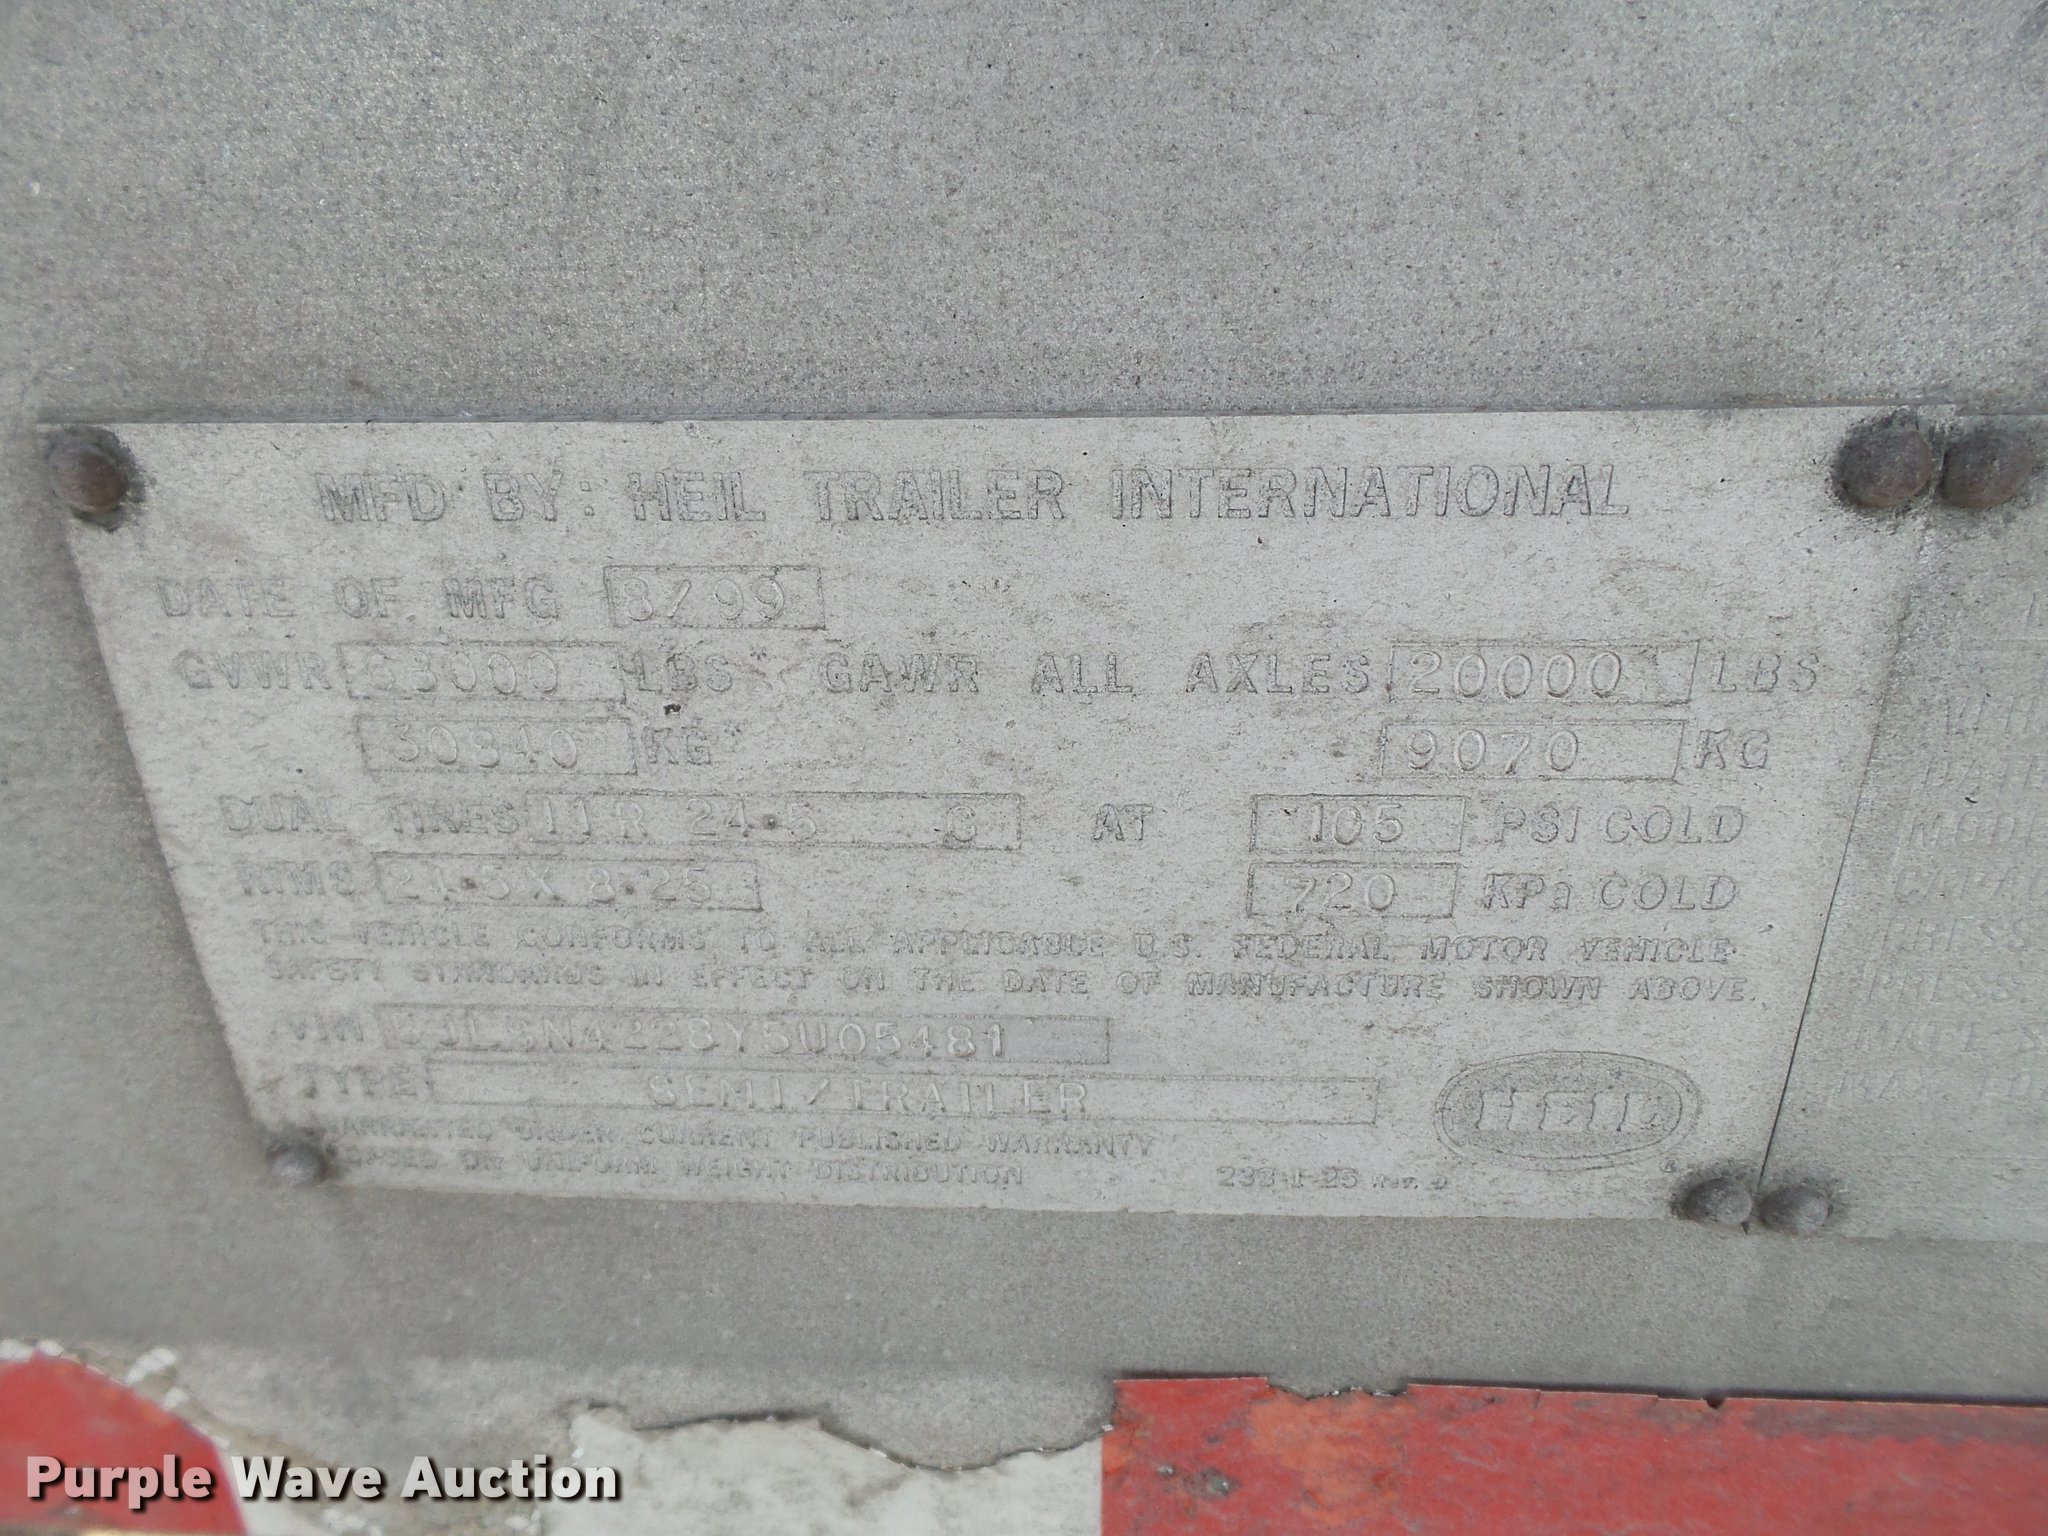 MFD. BY: HEIL TRAILER INTERNATIONAL
DATE OF MFG 8/99
GVWR 68000 LBS* GAWR ALL AXLES 20000 LBS
30840 KG* 9070 KG
DUAL TIRES 11R 24.5 G AT 105 PSI COLD
RIMS 24.5 X 8.25 720 KPa COLD
THIS VEHICLE CONFORMS TO ALL APPLICABLE U.S. FEDERAL MOTOR VEHICLE
SAFETY STANDARDS IN EFFECT ON THE DATE OF MANUFACTURE SHOWN ABOVE.
VIN
TYPE SEMI/TRAILER
WARRANTED UNDER CURRENT PUBLISHED WARRANTY
BASED ON UNIFORM WEIGHT DISTRIBUTION
HEIL
Purple Wave Auction